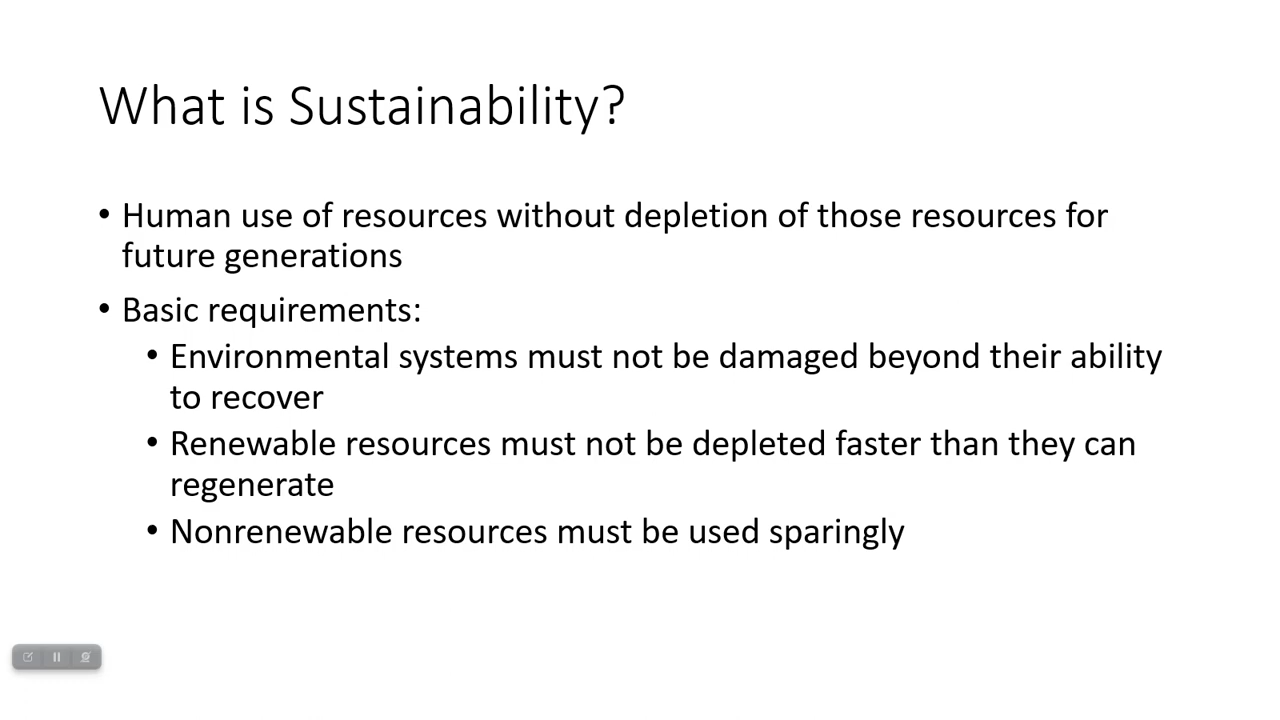 What is Sustainability?
• Human use of resources without depletion of those resources for
future generations
• Basic requirements:
• Environmental systems must not be damaged beyond their ability
to recover
• Renewable resources must not be depleted faster than they can
regenerate
• Nonrenewable resources must be used sparingly